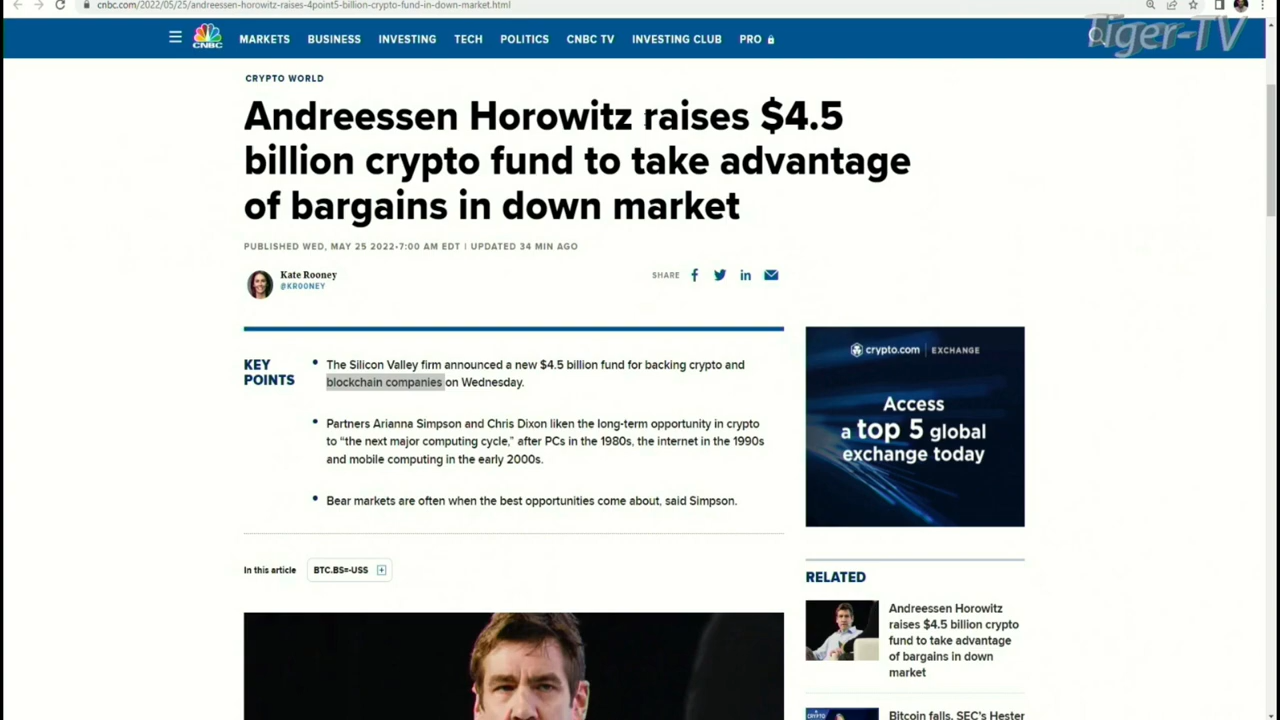 cnbc.com/2022/05/25/andreessen-horowitz-raises-4point5-billion-crypto-fund-in-down-market.html
Tiger-TV
CNBC
MARKETS BUSINESS INVESTING TECH POLITICS CNBC TV INVESTING CLUB PRO
CRYPTO WORLD
Andreessen Horowitz raises $4.5
billion crypto fund to take advantage
of bargains in down market
PUBLISHED WED, MAY 25 2022•7:00 AM EDT | UPDATED 34 MIN AGO
Kate Rooney
@KR00NEY
SHARE
KEY
POINTS
The Silicon Valley firm announced a new $4.5 billion fund for backing crypto and
blockchain companies on Wednesday.
Partners Arianna Simpson and Chris Dixon liken the long-term opportunity in crypto
to “the next major computing cycle,” after PCs in the 1980s, the internet in the 1990s
and mobile computing in the early 2000s.
Bear markets are often when the best opportunities come about, said Simpson.
In this article BTC.BS=-USS
crypto.com | EXCHANGE
Access
a top 5 global
exchange today
RELATED
Andreessen Horowitz
raises $4.5 billion crypto
fund to take advantage
of bargains in down
market
CRYPTO
Bitcoin falls, SEC's Hester